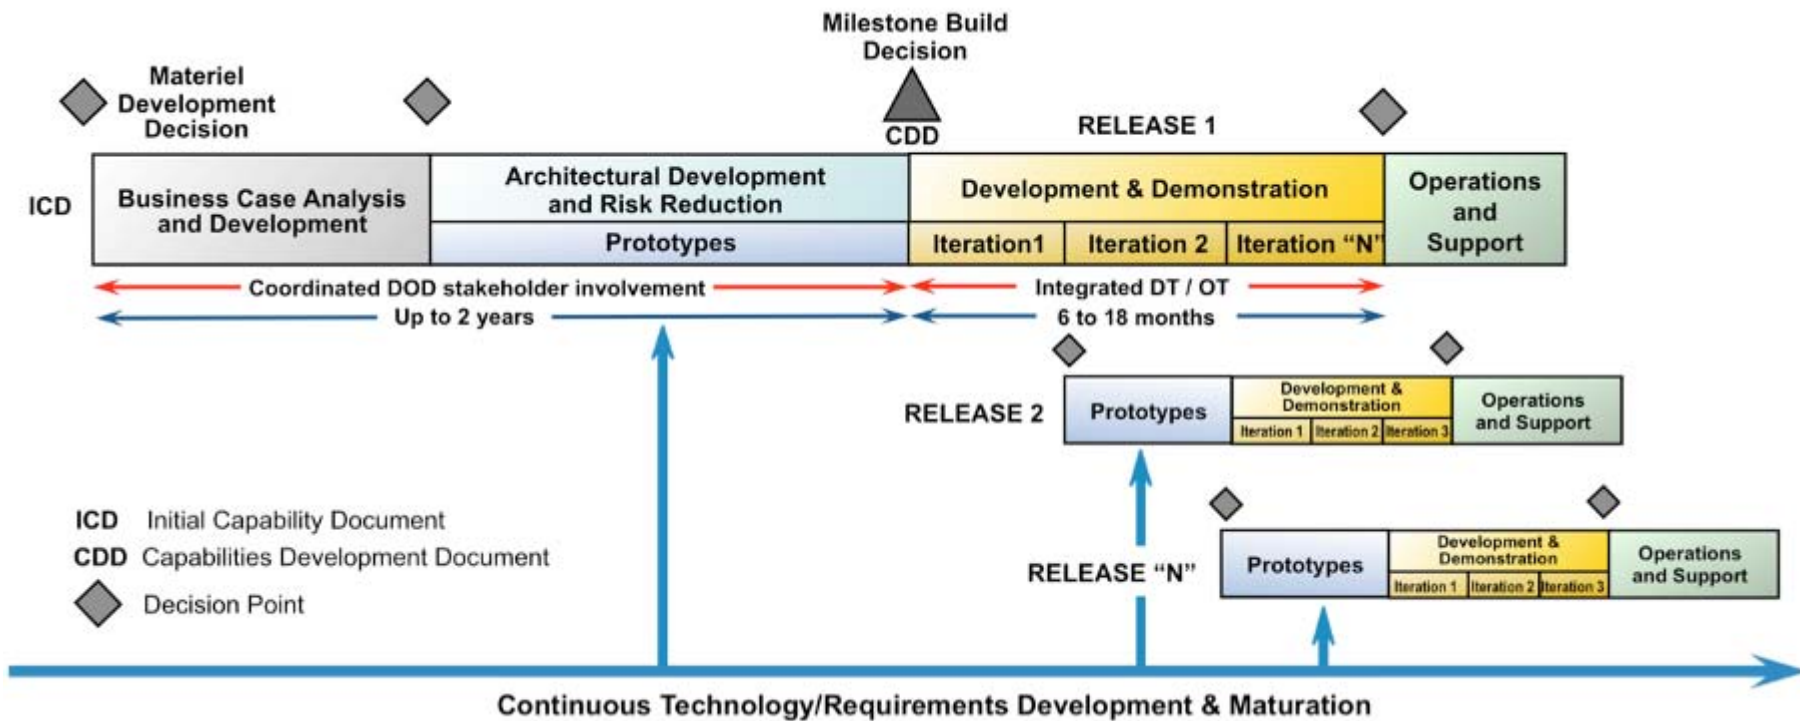 Milestone Build
Decision
Materiel
Development
Decision
CDD
RELEASE 1
ICD
Business Case Analysis
and Development
Architectural Development
and Risk Reduction
Prototypes
Development & Demonstration
Iteration1
Iteration 2
Iteration “N”
Operations
and
Support
Coordinated DOD stakeholder involvement
Integrated DT / OT
Up to 2 years
6 to 18 months
RELEASE 2
Prototypes
Development &
Demonstration
Iteration 1
Iteration 2
Iteration 3
Operations
and Support
RELEASE “N”
Prototypes
Development &
Demonstration
Iteration 1
Iteration 2
Iteration 3
Operations
and Support
ICD Initial Capability Document
CDD Capabilities Development Document
Decision Point
Continuous Technology/Requirements Development & Maturation